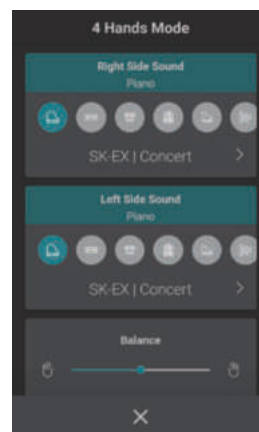 4 Hands Mode
Right Side Sound
Piano
SK-EX | Concert
Left Side Sound
Piano
SK-EX | Concert
Balance